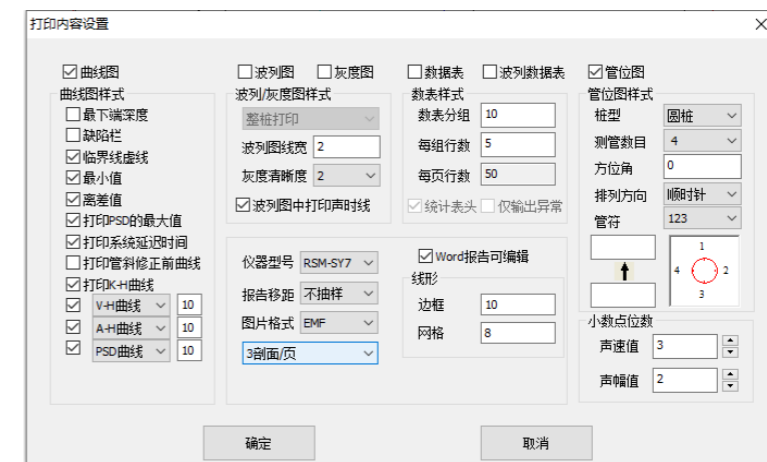 打印内容设置
曲线图
波列图 灰度图
数据表 波列数据表
管位图
曲线图样式
最下端深度
缺陷栏
临界线虚线
最小值
离差值
打印PSD的最大值
打印系统延迟时间
打印管斜修正前曲线
打印K-H曲线
V-H曲线 10
A-H曲线 10
PSD曲线 10
波列/灰度图样式
整桩打印
波列图线宽 2
灰度清晰度 2
波列图中打印声时线
仪器型号 RSM-SY7
报告移距 不抽样
图片格式 EMF
3剖面/页
数表样式
数表分组 10
每组行数 5
每页行数 50
统计表头 仅输出异常
Word报告可编辑
线形
边框 10
网格 8
管位图样式
桩型 圆桩
测管数目 4
方位角 0
排列方向 顺时针
管符 123
1
4 2
3
小数点位数
声速值 3
声幅值 2
确定 取消